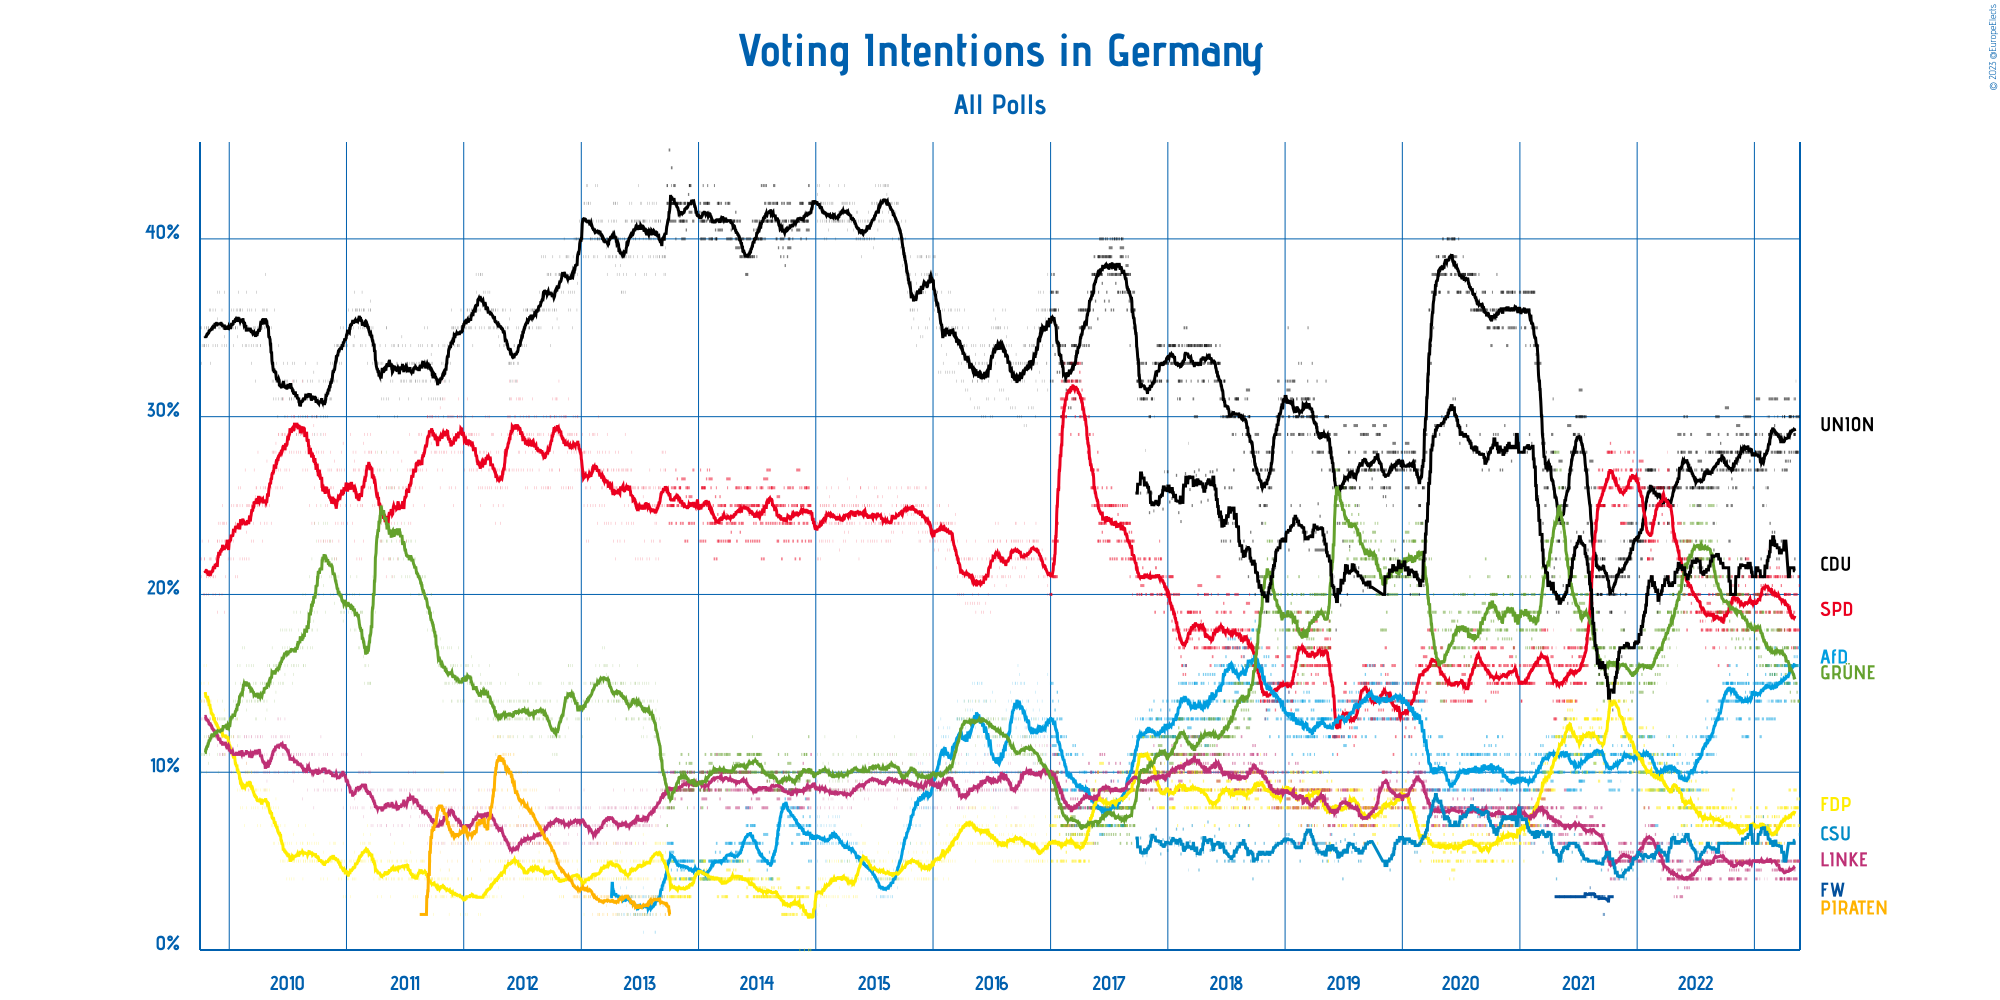 © 2023 @EuropeElects
Voting Intentions in Germany
All Polls
40%
30%
20%
10%
0%
UNION
CDU
SPD
AfD
GRÜNE
FDP
CSU
LINKE
FW
PIRATEN
2010 2011 2012 2013 2014 2015 2016 2017 2018 2019 2020 2021 2022